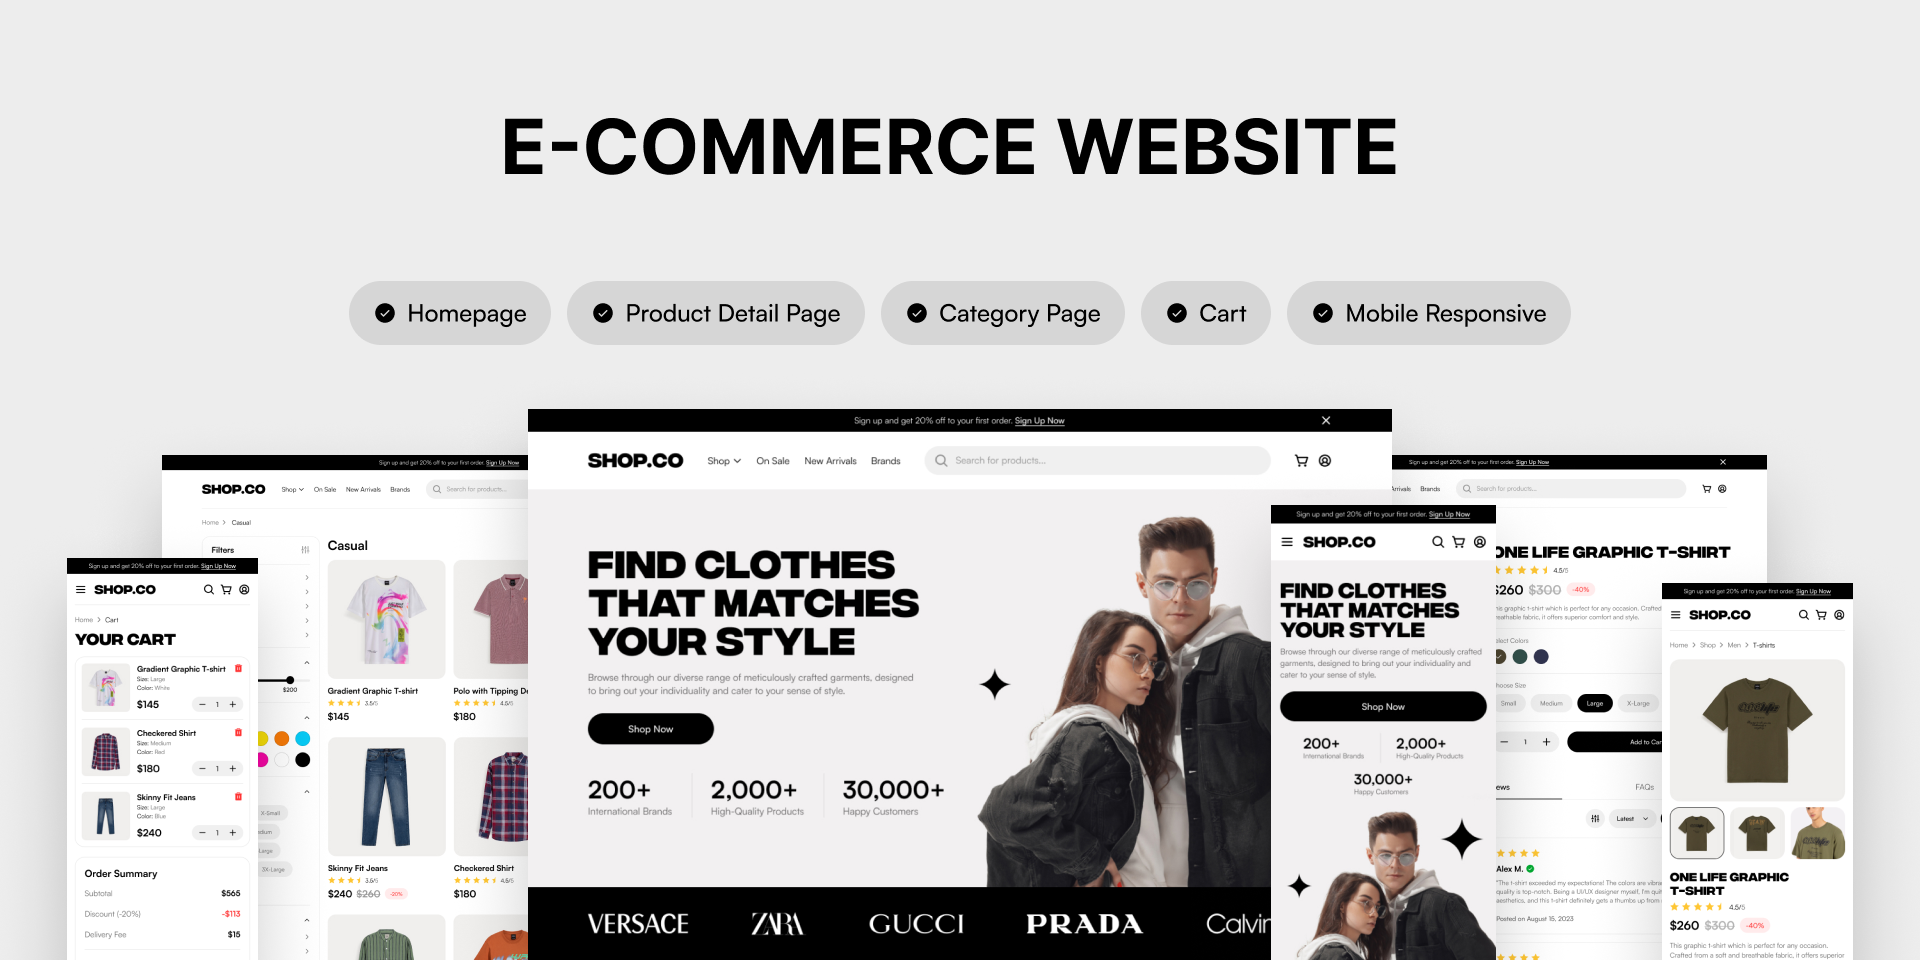 E-COMMERCE WEBSITE
Homepage
Product Detail Page
Category Page
Cart
Mobile Responsive
Sign up and get 20% off to your first order. Sign Up Now
SHOP.CO
Home > Cart
YOUR CART
Gradient Graphic T-shirt
Size: Large
Color: White
$145
1
Checkered Shirt
Size: Medium
Color: Red
$180
1
Skinny Fit Jeans
Size: Large
Color: Blue
$240
1
Order Summary
Subtotal $565
Discount (-20%) -$113
Delivery Fee $15
Sign up and get 20% off to your first order. Sign Up Now
SHOP.CO Shop On Sale New Arrivals Brands Search for products...
Home > Casual
Filters
$200
X-Small
Large
3X-Large
Casual
Gradient Graphic T-shirt
3.5/5
$145
Polo with Tipping
4.5/5
$180
Skinny Fit Jeans
3.5/5
$240 $260 -20%
Checkered Shirt
4.5/5
$180
Sign up and get 20% off to your first order. Sign Up Now
SHOP.CO Shop On Sale New Arrivals Brands Search for products...
FIND CLOTHES
THAT MATCHES
YOUR STYLE
Browse through our diverse range of meticulously crafted garments, designed
to bring out your individuality and cater to your sense of style.
Shop Now
200+
International Brands
2,000+
High-Quality Products
30,000+
Happy Customers
VERSACE ZARA GUCCI PRADA Calvin
Sign up and get 20% off to your first order. Sign Up Now
SHOP.CO
FIND CLOTHES
THAT MATCHES
YOUR STYLE
Browse through our diverse range of meticulously crafted
garments, designed to bring out your individuality and
cater to your sense of style.
Shop Now
200+
International Brands
2,000+
High-Quality Products
30,000+
Happy Customers
Sign up and get 20% off to your first order. Sign Up Now
Brands Search for products...
ONE LIFE GRAPHIC T-SHIRT
4.5/5
$260 $300 -40%
graphic t-shirt which is perfect for any occasion. Crafted
it offers superior comfort and style.
Colors
Size
Small Medium Large X-Large
1 Add to
FAQs
Latest
Alex M.
"The t-shirt exceeded my expectations! The colors are
quality is top-notch. Being a UI/UX designer myself, I'm
aesthetics, and this t-shirt definitely gets a thumbs up from
Posted on August 15, 2023
Sign up and get 20% off to your first order. Sign Up Now
SHOP.CO
Home > Shop > Men > T-shirts
ONE LIFE GRAPHIC
T-SHIRT
4.5/5
$260 $300 -40%
This graphic t-shirt which is perfect for any occasion.
Crafted from a soft and breathable fabric, it offers superior